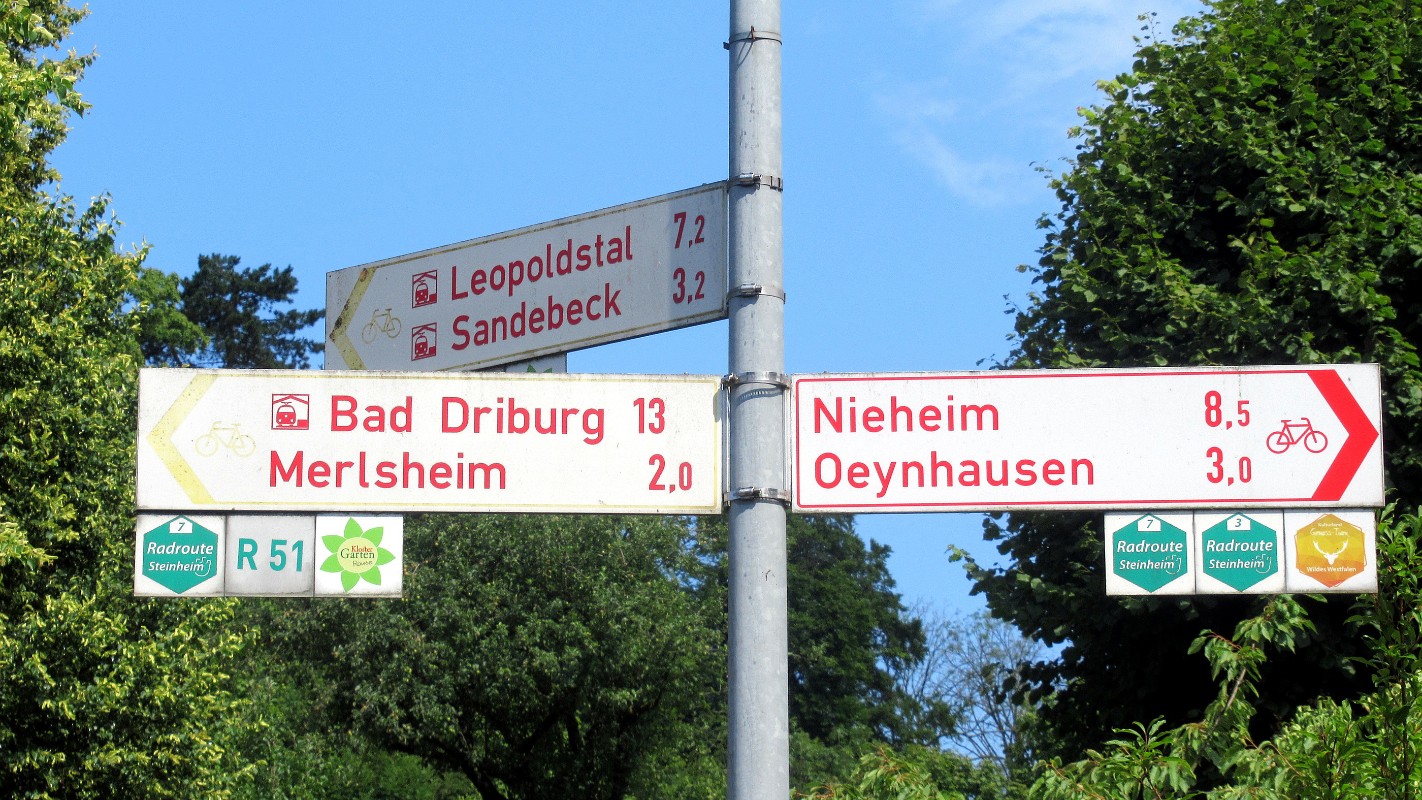 Leopoldstal 7,2
Sandebeck 3,2
Bad Driburg 13
Merlsheim 2,0
Nieheim 8,5
Oeynhausen 3,0
7
Radroute
Steinheim
R 51
Kloster
Garten
Route
7
Radroute
Steinheim
3
Radroute
Steinheim
Wildes Westfalen